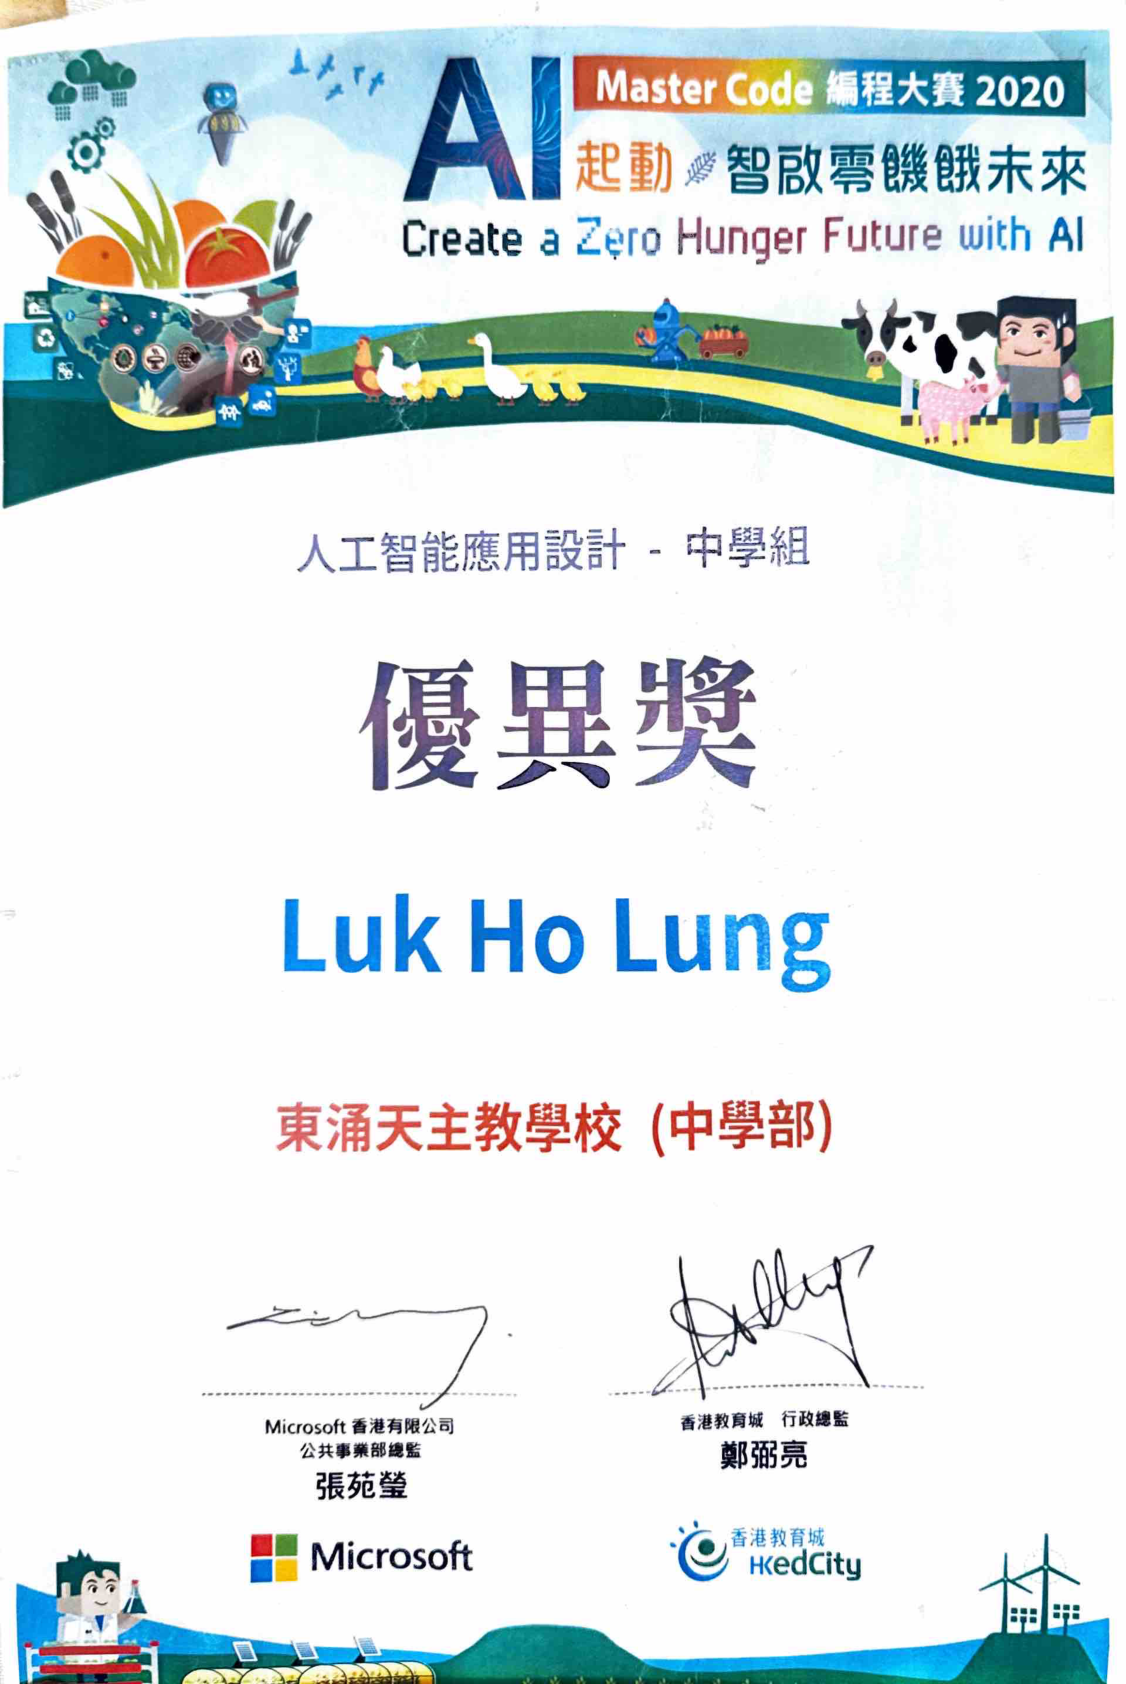 AI Master Code 編程大賽 2020
起動 智啟零饑餓未來
Create a Zero Hunger Future with AI
人工智能應用設計 - 中學組
優異獎
Luk Ho Lung
東涌天主教學校 (中學部)
Microsoft 香港有限公司
公共事業部總監
張苑瑩
香港教育城 行政總監
鄭弼亮
Microsoft
香港教育城
HKedCity